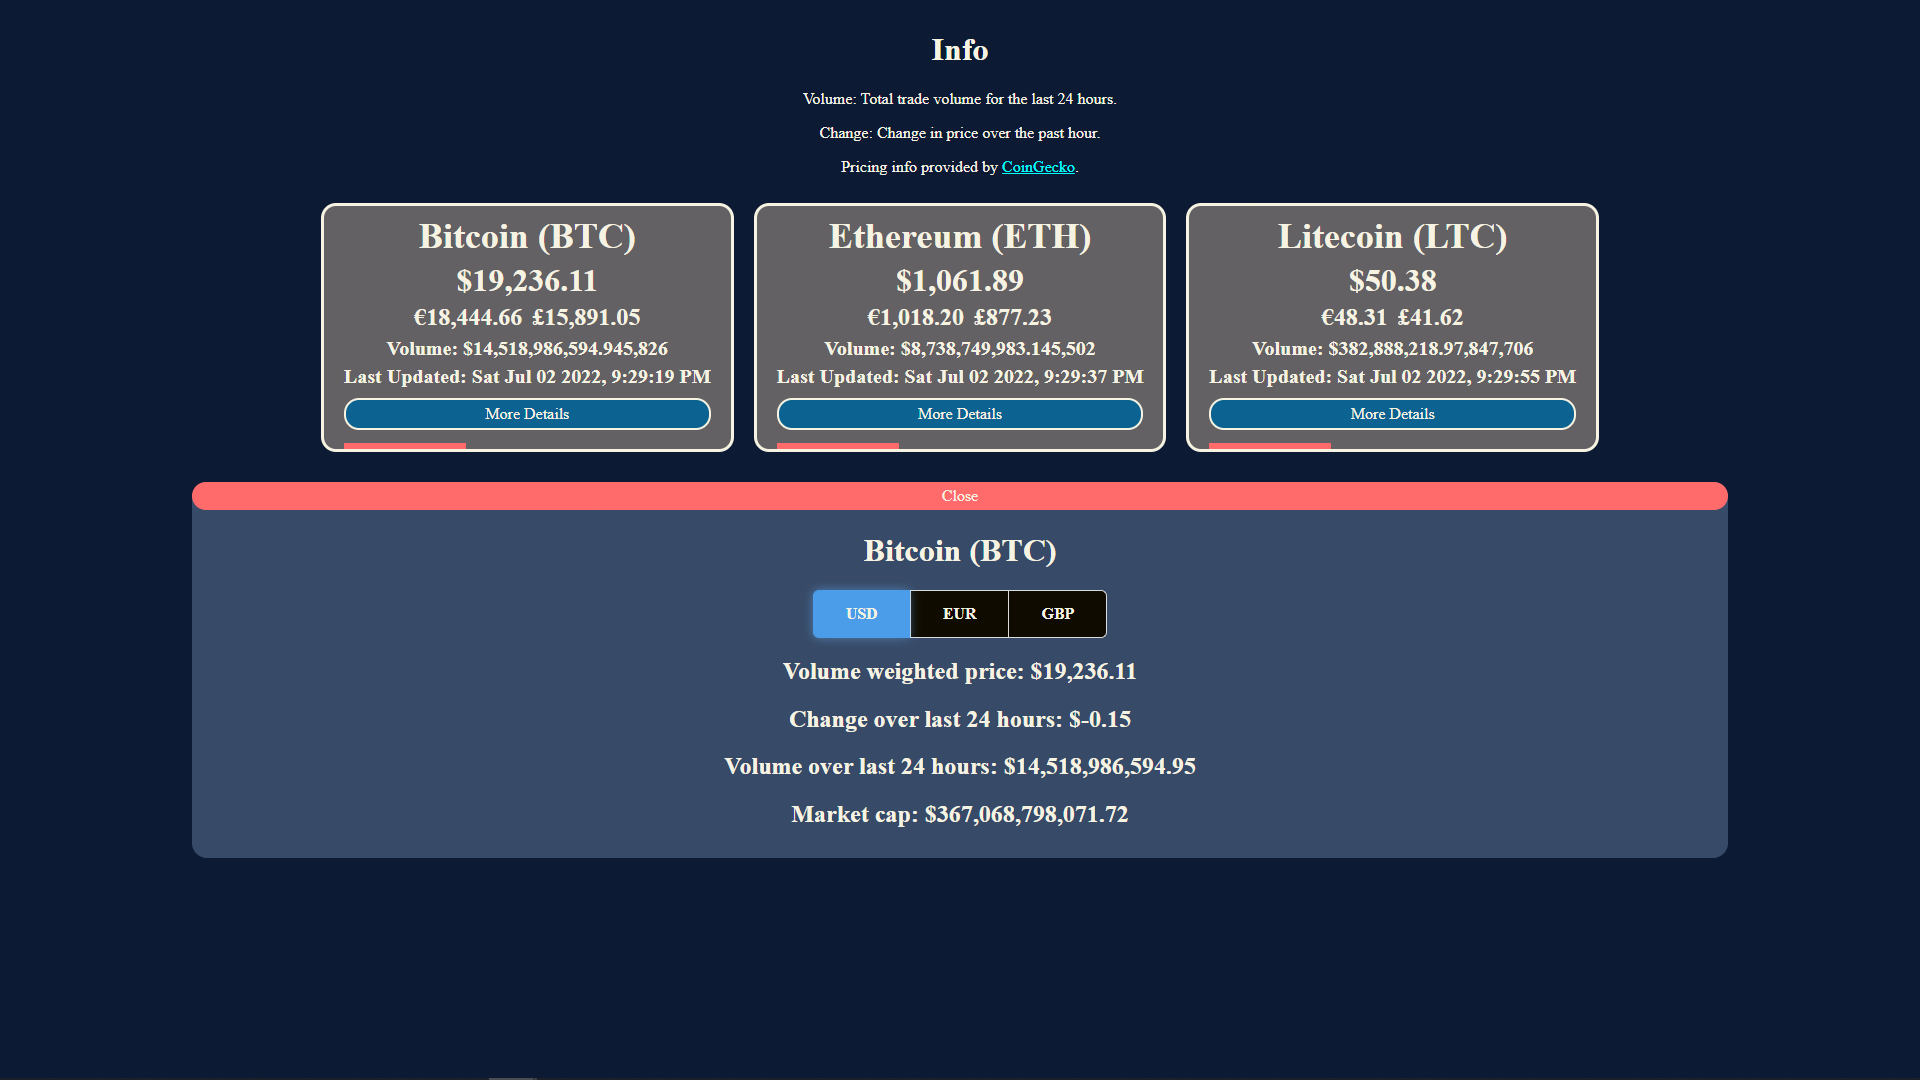 Info
Volume: Total trade volume for the last 24 hours.
Change: Change in price over the past hour.
Pricing info provided by CoinGecko.
Bitcoin (BTC)
$19,236.11
€18,444.66 £15,891.05
Volume: $14,518,986,594.945,826
Last Updated: Sat Jul 02 2022, 9:29:19 PM
More Details
Ethereum (ETH)
$1,061.89
€1,018.20 £877.23
Volume: $8,738,749,983.145,502
Last Updated: Sat Jul 02 2022, 9:29:37 PM
More Details
Litecoin (LTC)
$50.38
€48.31 £41.62
Volume: $382,888,218.97,847,706
Last Updated: Sat Jul 02 2022, 9:29:55 PM
More Details
Close
Bitcoin (BTC)
USD EUR GBP
Volume weighted price: $19,236.11
Change over last 24 hours: $-0.15
Volume over last 24 hours: $14,518,986,594.95
Market cap: $367,068,798,071.72